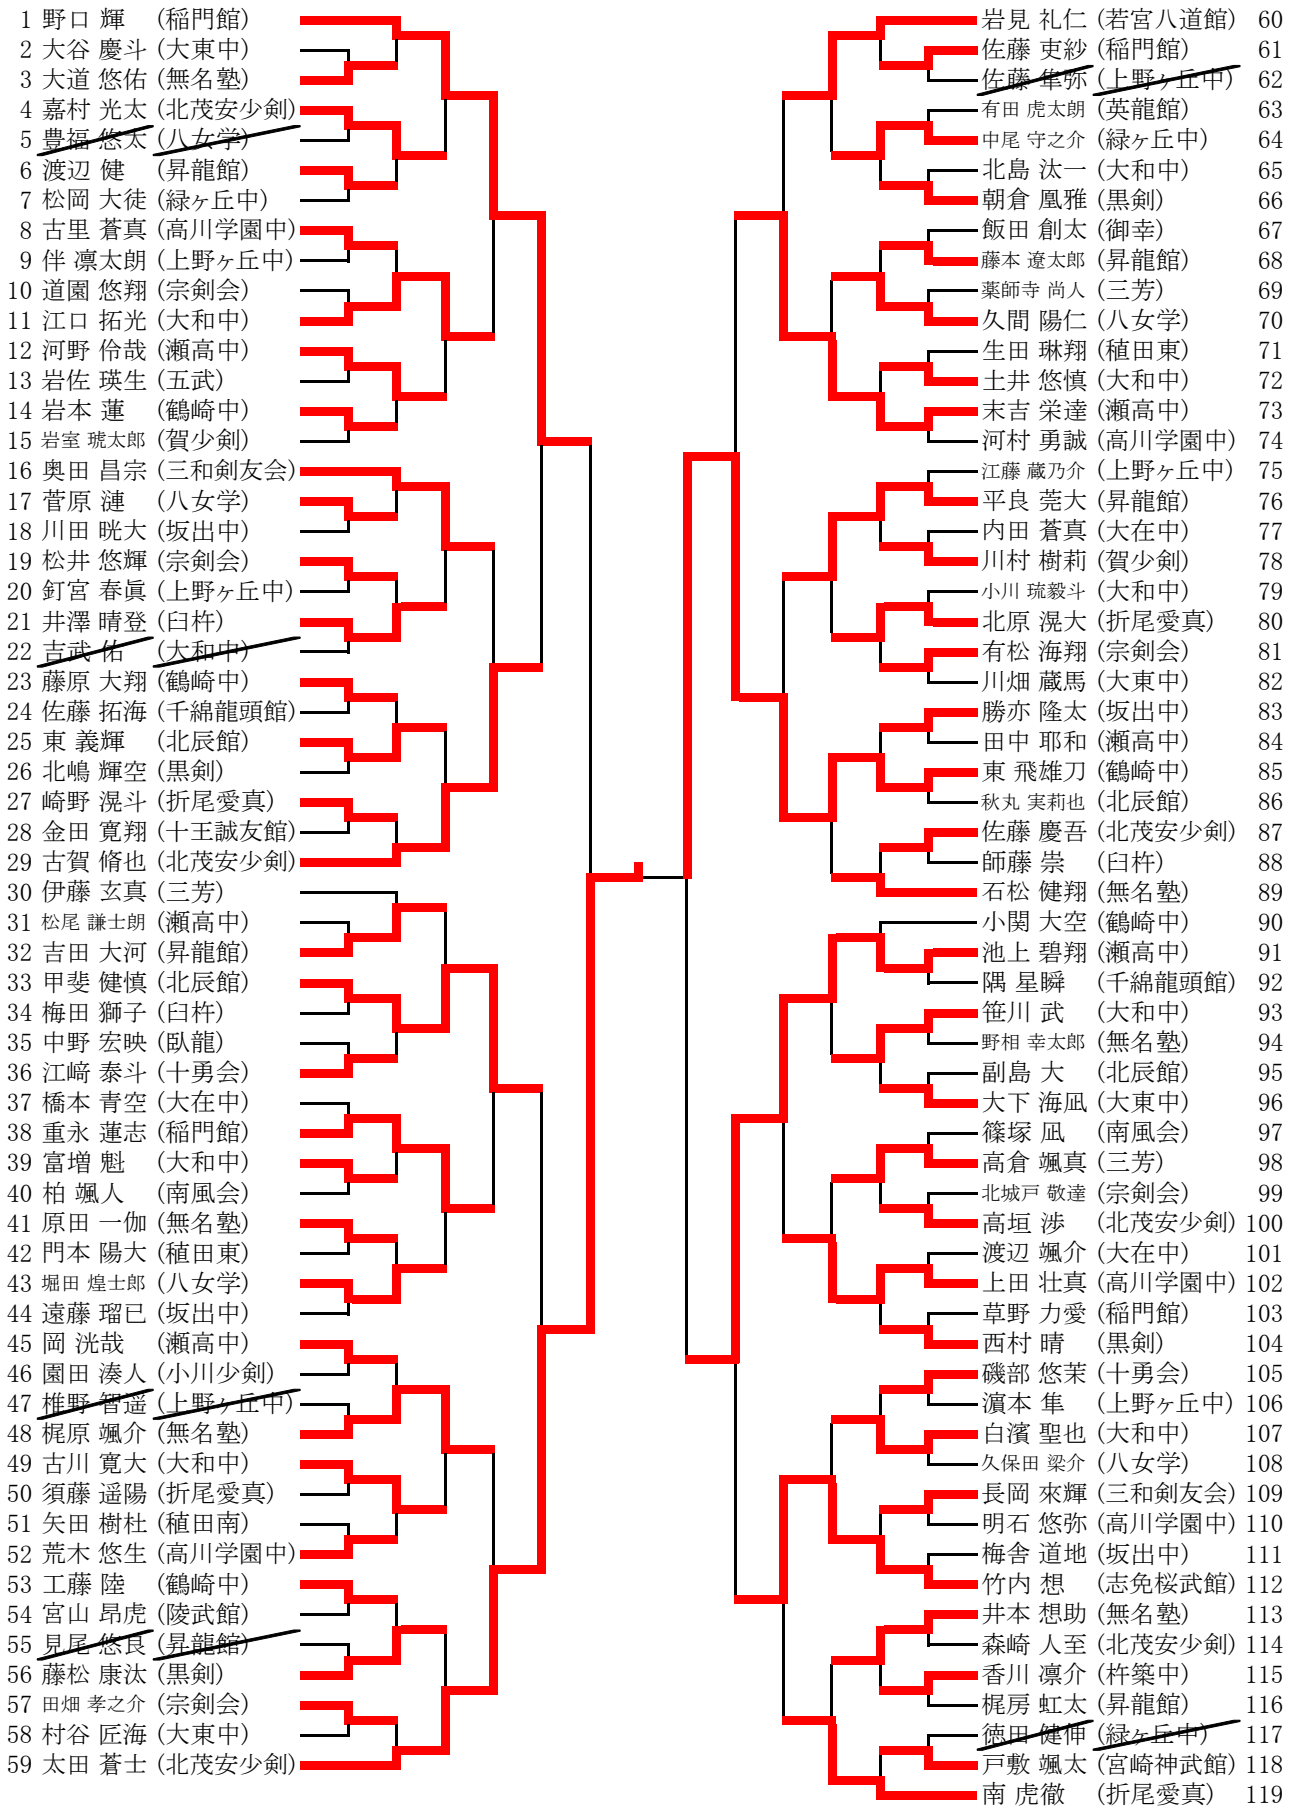 1 野口 輝 (稲門館)
2 大谷 慶斗 (大東中)
3 大道 悠佑 (無名塾)
4 嘉村 光太 (北茂安少剣)
5 豊福 悠太 (八女学)
6 渡辺 健 (昇龍館)
7 松岡 大徒 (緑ヶ丘中)
8 古里 蒼真 (高川学園中)
9 伴 凛太朗 (上野ヶ丘中)
10 道園 悠翔 (宗剣会)
11 江口 拓光 (大和中)
12 河野 伶哉 (瀬高中)
13 岩佐 瑛生 (五武)
14 岩本 蓮 (鶴崎中)
15 岩室 琥太郎 (賀少剣)
16 奥田 昌宗 (三和剣友会)
17 菅原 漣 (八女学)
18 川田 晄大 (坂出中)
19 松井 悠輝 (宗剣会)
20 釘宮 春眞 (上野ヶ丘中)
21 井澤 晴登 (臼杵)
22 吉武 佑 (大和中)
23 藤原 大翔 (鶴崎中)
24 佐藤 拓海 (千綿龍頭館)
25 東 義輝 (北辰館)
26 北嶋 輝空 (黒剣)
27 崎野 滉斗 (折尾愛真)
28 金田 寛翔 (十王誠友館)
29 古賀 脩也 (北茂安少剣)
30 伊藤 玄真 (三芳)
31 松尾 謙士朗 (瀬高中)
32 吉田 大河 (昇龍館)
33 甲斐 健慎 (北辰館)
34 梅田 獅子 (臼杵)
35 中野 宏映 (臥龍)
36 江﨑 泰斗 (十勇会)
37 橋本 青空 (大在中)
38 重永 蓮志 (稲門館)
39 富増 魁 (大和中)
40 柏 颯人 (南風会)
41 原田 一伽 (無名塾)
42 門本 陽大 (稙田東)
43 堀田 煌士郎 (八女学)
44 遠藤 瑠已 (坂出中)
45 岡 洸哉 (瀬高中)
46 園田 湊人 (小川少剣)
47 椎野 智遥 (上野ヶ丘中)
48 梶原 颯介 (無名塾)
49 古川 寛大 (大和中)
50 須藤 遥陽 (折尾愛真)
51 矢田 樹杜 (稙田南)
52 荒木 悠生 (高川学園中)
53 工藤 陸 (鶴崎中)
54 宮山 昂虎 (陵武館)
55 見尾 悠良 (昇龍館)
56 藤松 康汰 (黒剣)
57 田畑 孝之介 (宗剣会)
58 村谷 匠海 (大東中)
59 太田 蒼士 (北茂安少剣)
岩見 礼仁 (若宮八道館) 60
佐藤 吏紗 (稲門館) 61
佐藤 隼弥 (上野ヶ丘中) 62
有田 虎太朗 (英龍館) 63
中尾 守之介 (緑ヶ丘中) 64
北島 汰一 (大和中) 65
朝倉 凰雅 (黒剣) 66
飯田 創太 (御幸) 67
藤本 遼太郎 (昇龍館) 68
薬師寺 尚人 (三芳) 69
久間 陽仁 (八女学) 70
生田 琳翔 (稙田東) 71
土井 悠慎 (大和中) 72
末吉 栄達 (瀬高中) 73
河村 勇誠 (高川学園中) 74
江藤 蔵乃介 (上野ヶ丘中) 75
平良 莞大 (昇龍館) 76
内田 蒼真 (大在中) 77
川村 樹莉 (賀少剣) 78
小川 琉毅斗 (大和中) 79
北原 滉大 (折尾愛真) 80
有松 海翔 (宗剣会) 81
川畑 蔵馬 (大東中) 82
勝亦 隆太 (坂出中) 83
田中 耶和 (瀬高中) 84
東 飛雄刀 (鶴崎中) 85
秋丸 実莉也 (北辰館) 86
佐藤 慶吾 (北茂安少剣) 87
師藤 崇 (臼杵) 88
石松 健翔 (無名塾) 89
小関 大空 (鶴崎中) 90
池上 碧翔 (瀬高中) 91
隅 星瞬 (千綿龍頭館) 92
笹川 武 (大和中) 93
野相 幸太郎 (無名塾) 94
副島 大 (北辰館) 95
大下 海凪 (大東中) 96
篠塚 凪 (南風会) 97
高倉 颯真 (三芳) 98
北城戸 敬達 (宗剣会) 99
高垣 渉 (北茂安少剣) 100
渡辺 颯介 (大在中) 101
上田 壮真 (高川学園中) 102
草野 力愛 (稲門館) 103
西村 晴 (黒剣) 104
磯部 悠茉 (十勇会) 105
濵本 隼 (上野ヶ丘中) 106
白濱 聖也 (大和中) 107
久保田 梁介 (八女学) 108
長岡 來輝 (三和剣友会) 109
明石 悠弥 (高川学園中) 110
梅舎 道地 (坂出中) 111
竹内 想 (志免桜武館) 112
井本 想助 (無名塾) 113
森崎 人至 (北茂安少剣) 114
香川 凛介 (杵築中) 115
梶房 虹太 (昇龍館) 116
徳田 健伸 (緑ヶ丘中) 117
戸敷 颯太 (宮崎神武館) 118
南 虎徹 (折尾愛真) 119